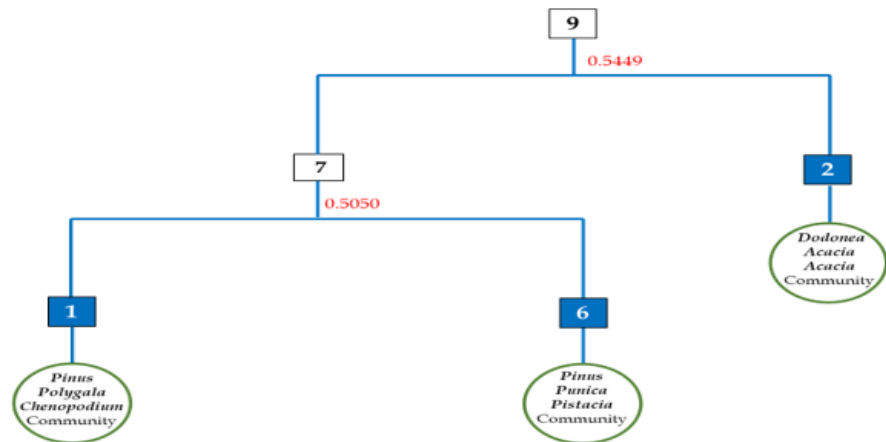 9
0.5449
7
2
0.5050
Dodonea
Acacia
Acacia
Community
1
6
Pinus
Polygala
Chenopodium
Community
Pinus
Punica
Pistacia
Community